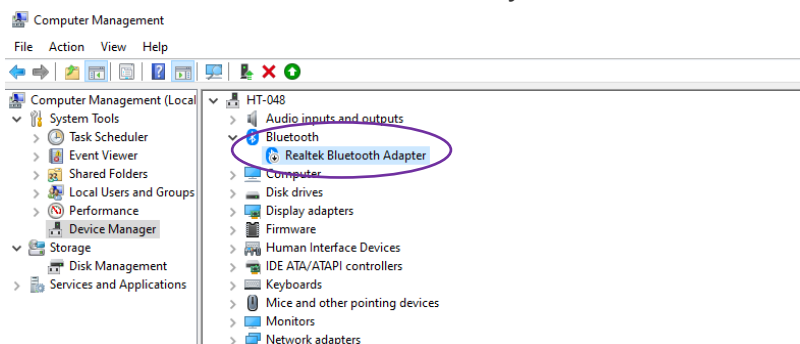 Computer Management
File Action View Help
Computer Management (Local
System Tools
Task Scheduler
Event Viewer
Shared Folders
Local Users and Groups
Performance
Device Manager
Storage
Disk Management
Services and Applications
HT-048
Audio inputs and outputs
Bluetooth
Realtek Bluetooth Adapter
Computer
Disk drives
Display adapters
Firmware
Human Interface Devices
IDE ATA/ATAPI controllers
Keyboards
Mice and other pointing devices
Monitors
Network adapters